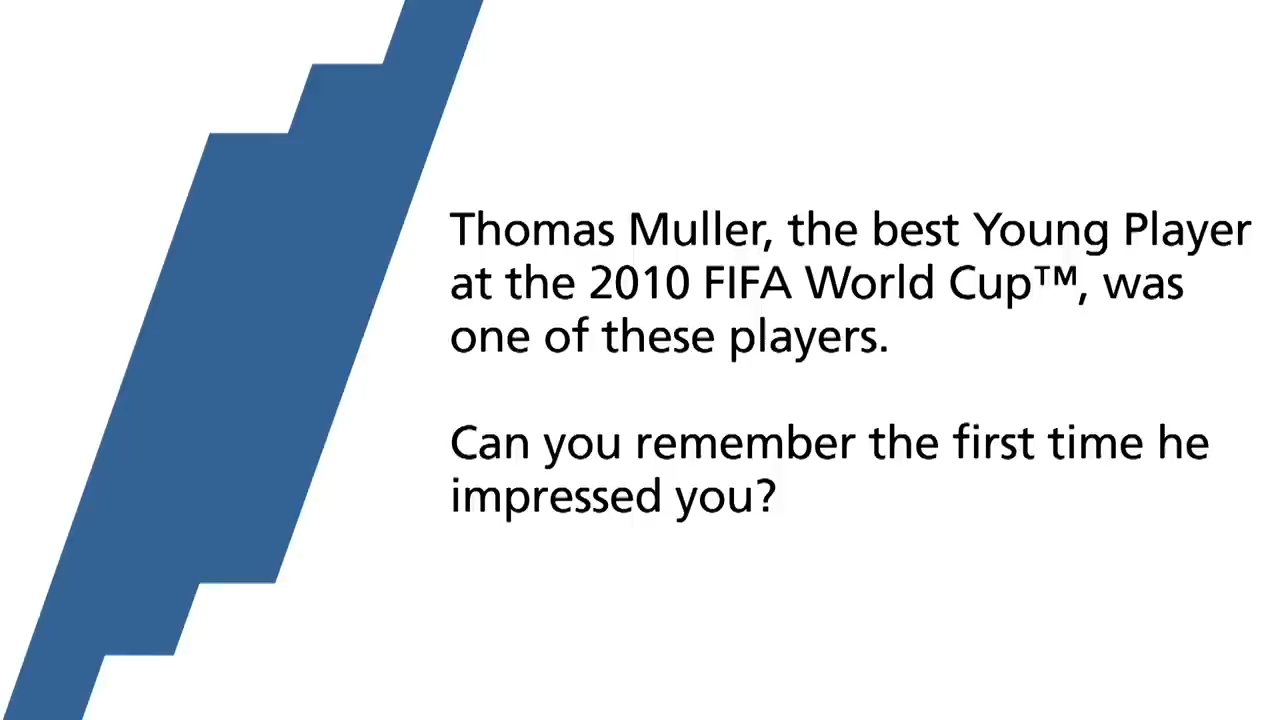 Thomas Muller, the best Young Player
at the 2010 FIFA World Cup™, was
one of these players.
Can you remember the first time he
impressed you?